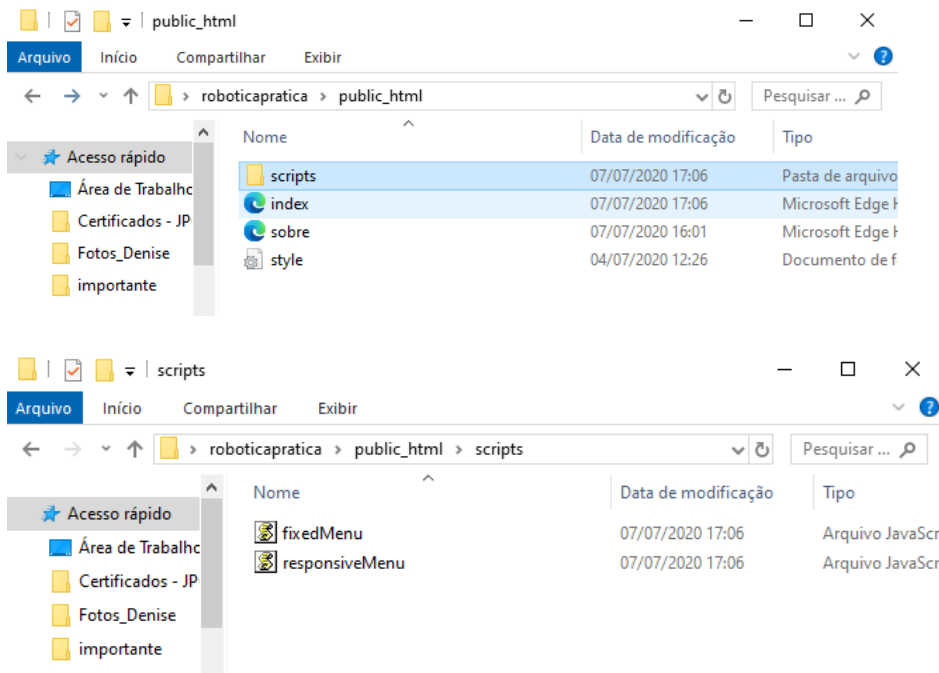 public_html
Arquivo Início Compartilhar Exibir
roboticapratica > public_html Pesquisar ...
Nome Data de modificação Tipo
Acesso rápido
scripts 07/07/2020 17:06 Pasta de arquivo
Área de Trabalho
index 07/07/2020 17:06 Microsoft Edge H
Certificados - JP
sobre 07/07/2020 16:01 Microsoft Edge H
Fotos_Denise
style 04/07/2020 12:26 Documento de f
importante
scripts
Arquivo Início Compartilhar Exibir
roboticapratica > public_html > scripts Pesquisar ...
Nome Data de modificação Tipo
Acesso rápido
fixedMenu 07/07/2020 17:06 Arquivo JavaScr
Área de Trabalho
responsiveMenu 07/07/2020 17:06 Arquivo JavaScr
Certificados - JP
Fotos_Denise
importante